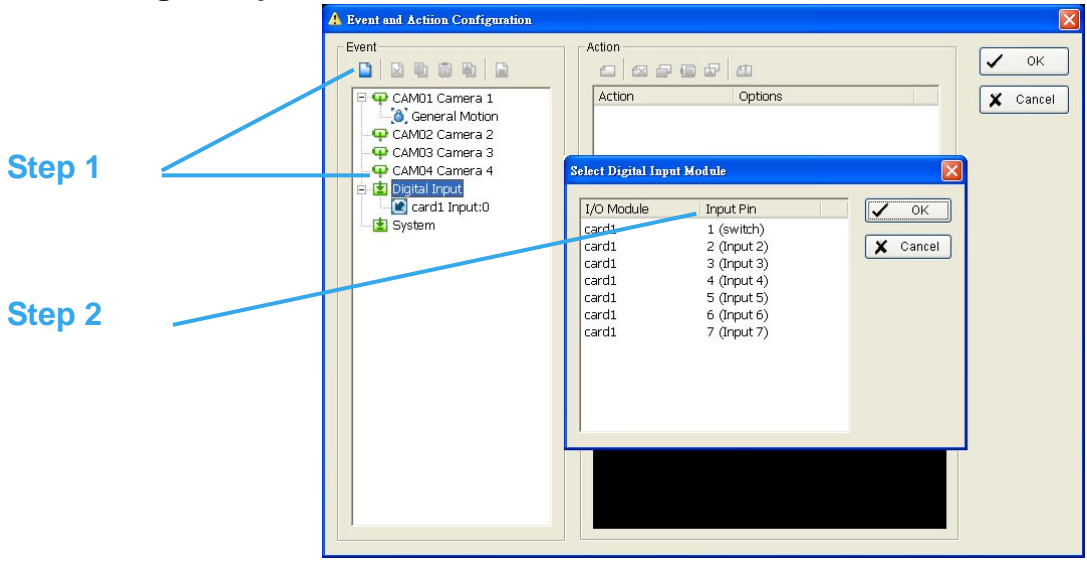 Event and Actiion Configuration
Event
Action
OK
Cancel
Action Options
CAM01 Camera 1
General Motion
CAM02 Camera 2
CAM03 Camera 3
CAM04 Camera 4
Digital Input
card1 Input:0
System
Step 1
Step 2
Select Digital Input Module
I/O Module Input Pin
card1 1 (switch)
card1 2 (Input 2)
card1 3 (Input 3)
card1 4 (Input 4)
card1 5 (Input 5)
card1 6 (Input 6)
card1 7 (Input 7)
OK
Cancel